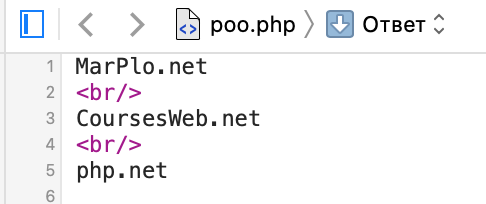 poo.php Ответ
1 MarPlo.net
2 <br/>
3 CoursesWeb.net
4 <br/>
5 php.net
6